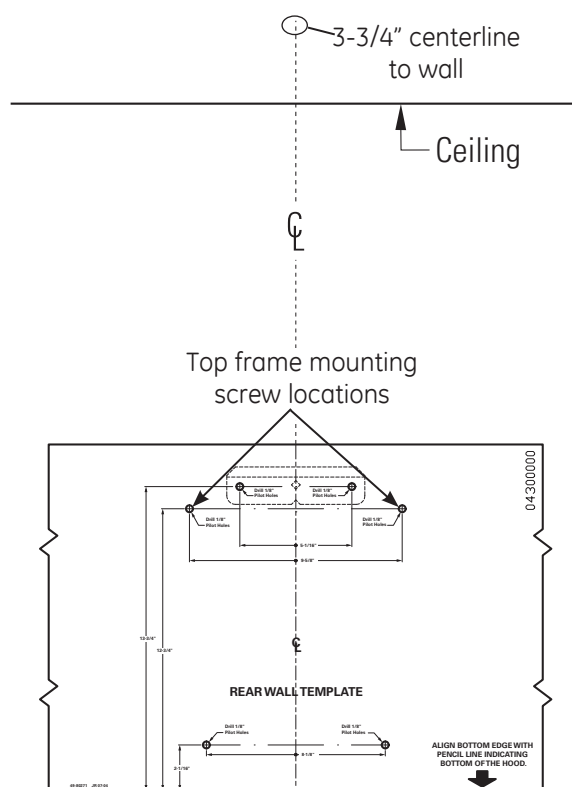 3-3/4" centerline
to wall
Ceiling
℄
Top frame mounting
screw locations
04300000
Drill 1/8"
Pilot Holes
Drill 1/8"
Pilot Holes
Drill 1/8"
Pilot Holes
Drill 1/8"
Pilot Holes
5-1/16"
9-5/8"
13-3/4"
12-3/4"
℄
REAR WALL TEMPLATE
Drill 1/8"
Pilot Holes
Drill 1/8"
Pilot Holes
8-1/8"
2-1/16"
ALIGN BOTTOM EDGE WITH
PENCIL LINE INDICATING
BOTTOM OF THE HOOD.